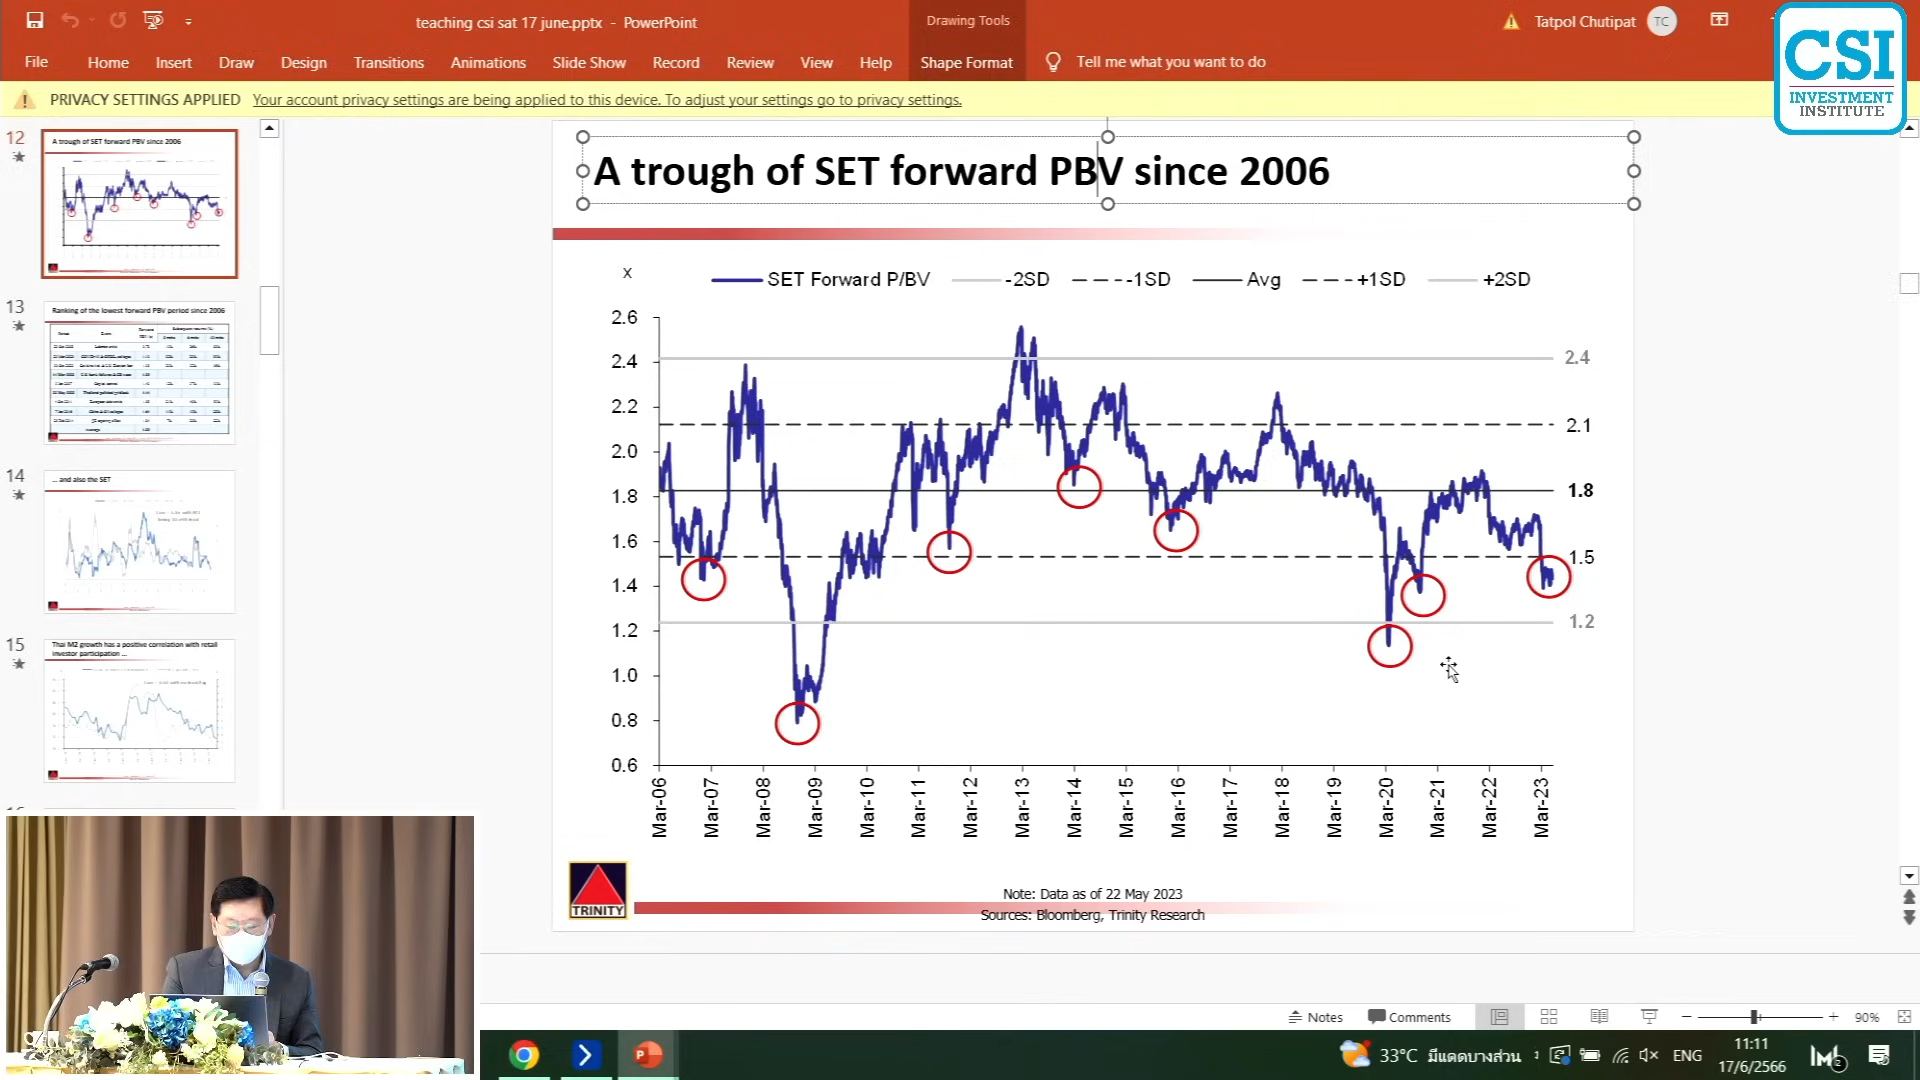 teaching csi sat 17 june.pptx - PowerPoint
Drawing Tools
Tatpol Chutipat
TC
File Home Insert Draw Design Transitions Animations Slide Show Record Review View Help Shape Format Tell me what you want to do
CSI
INVESTMENT
INSTITUTE
PRIVACY SETTINGS APPLIED Your account privacy settings are being applied to this device. To adjust your settings go to privacy settings.
12
A trough of SET forward PBV since 2006
13
Ranking of the lowest forward PBV period since 2006
14
... and also the SET
15
Thai M2 growth has a positive correlation with retail
investor participation ...
A trough of SET forward PBV since 2006
x
SET Forward P/BV -2SD -1SD Avg +1SD +2SD
2.6
2.4
2.2
2.0
1.8
1.6
1.4
1.2
1.0
0.8
0.6
2.4
2.1
1.8
1.5
1.2
Mar-06 Mar-07 Mar-08 Mar-09 Mar-10 Mar-11 Mar-12 Mar-13 Mar-14 Mar-15 Mar-16 Mar-17 Mar-18 Mar-19 Mar-20 Mar-21 Mar-22 Mar-23
TRINITY
Note: Data as of 22 May 2023
Sources: Bloomberg, Trinity Research
Notes Comments 90%
33°C มีแดดบางส่วน ENG
11:11
17/6/2566